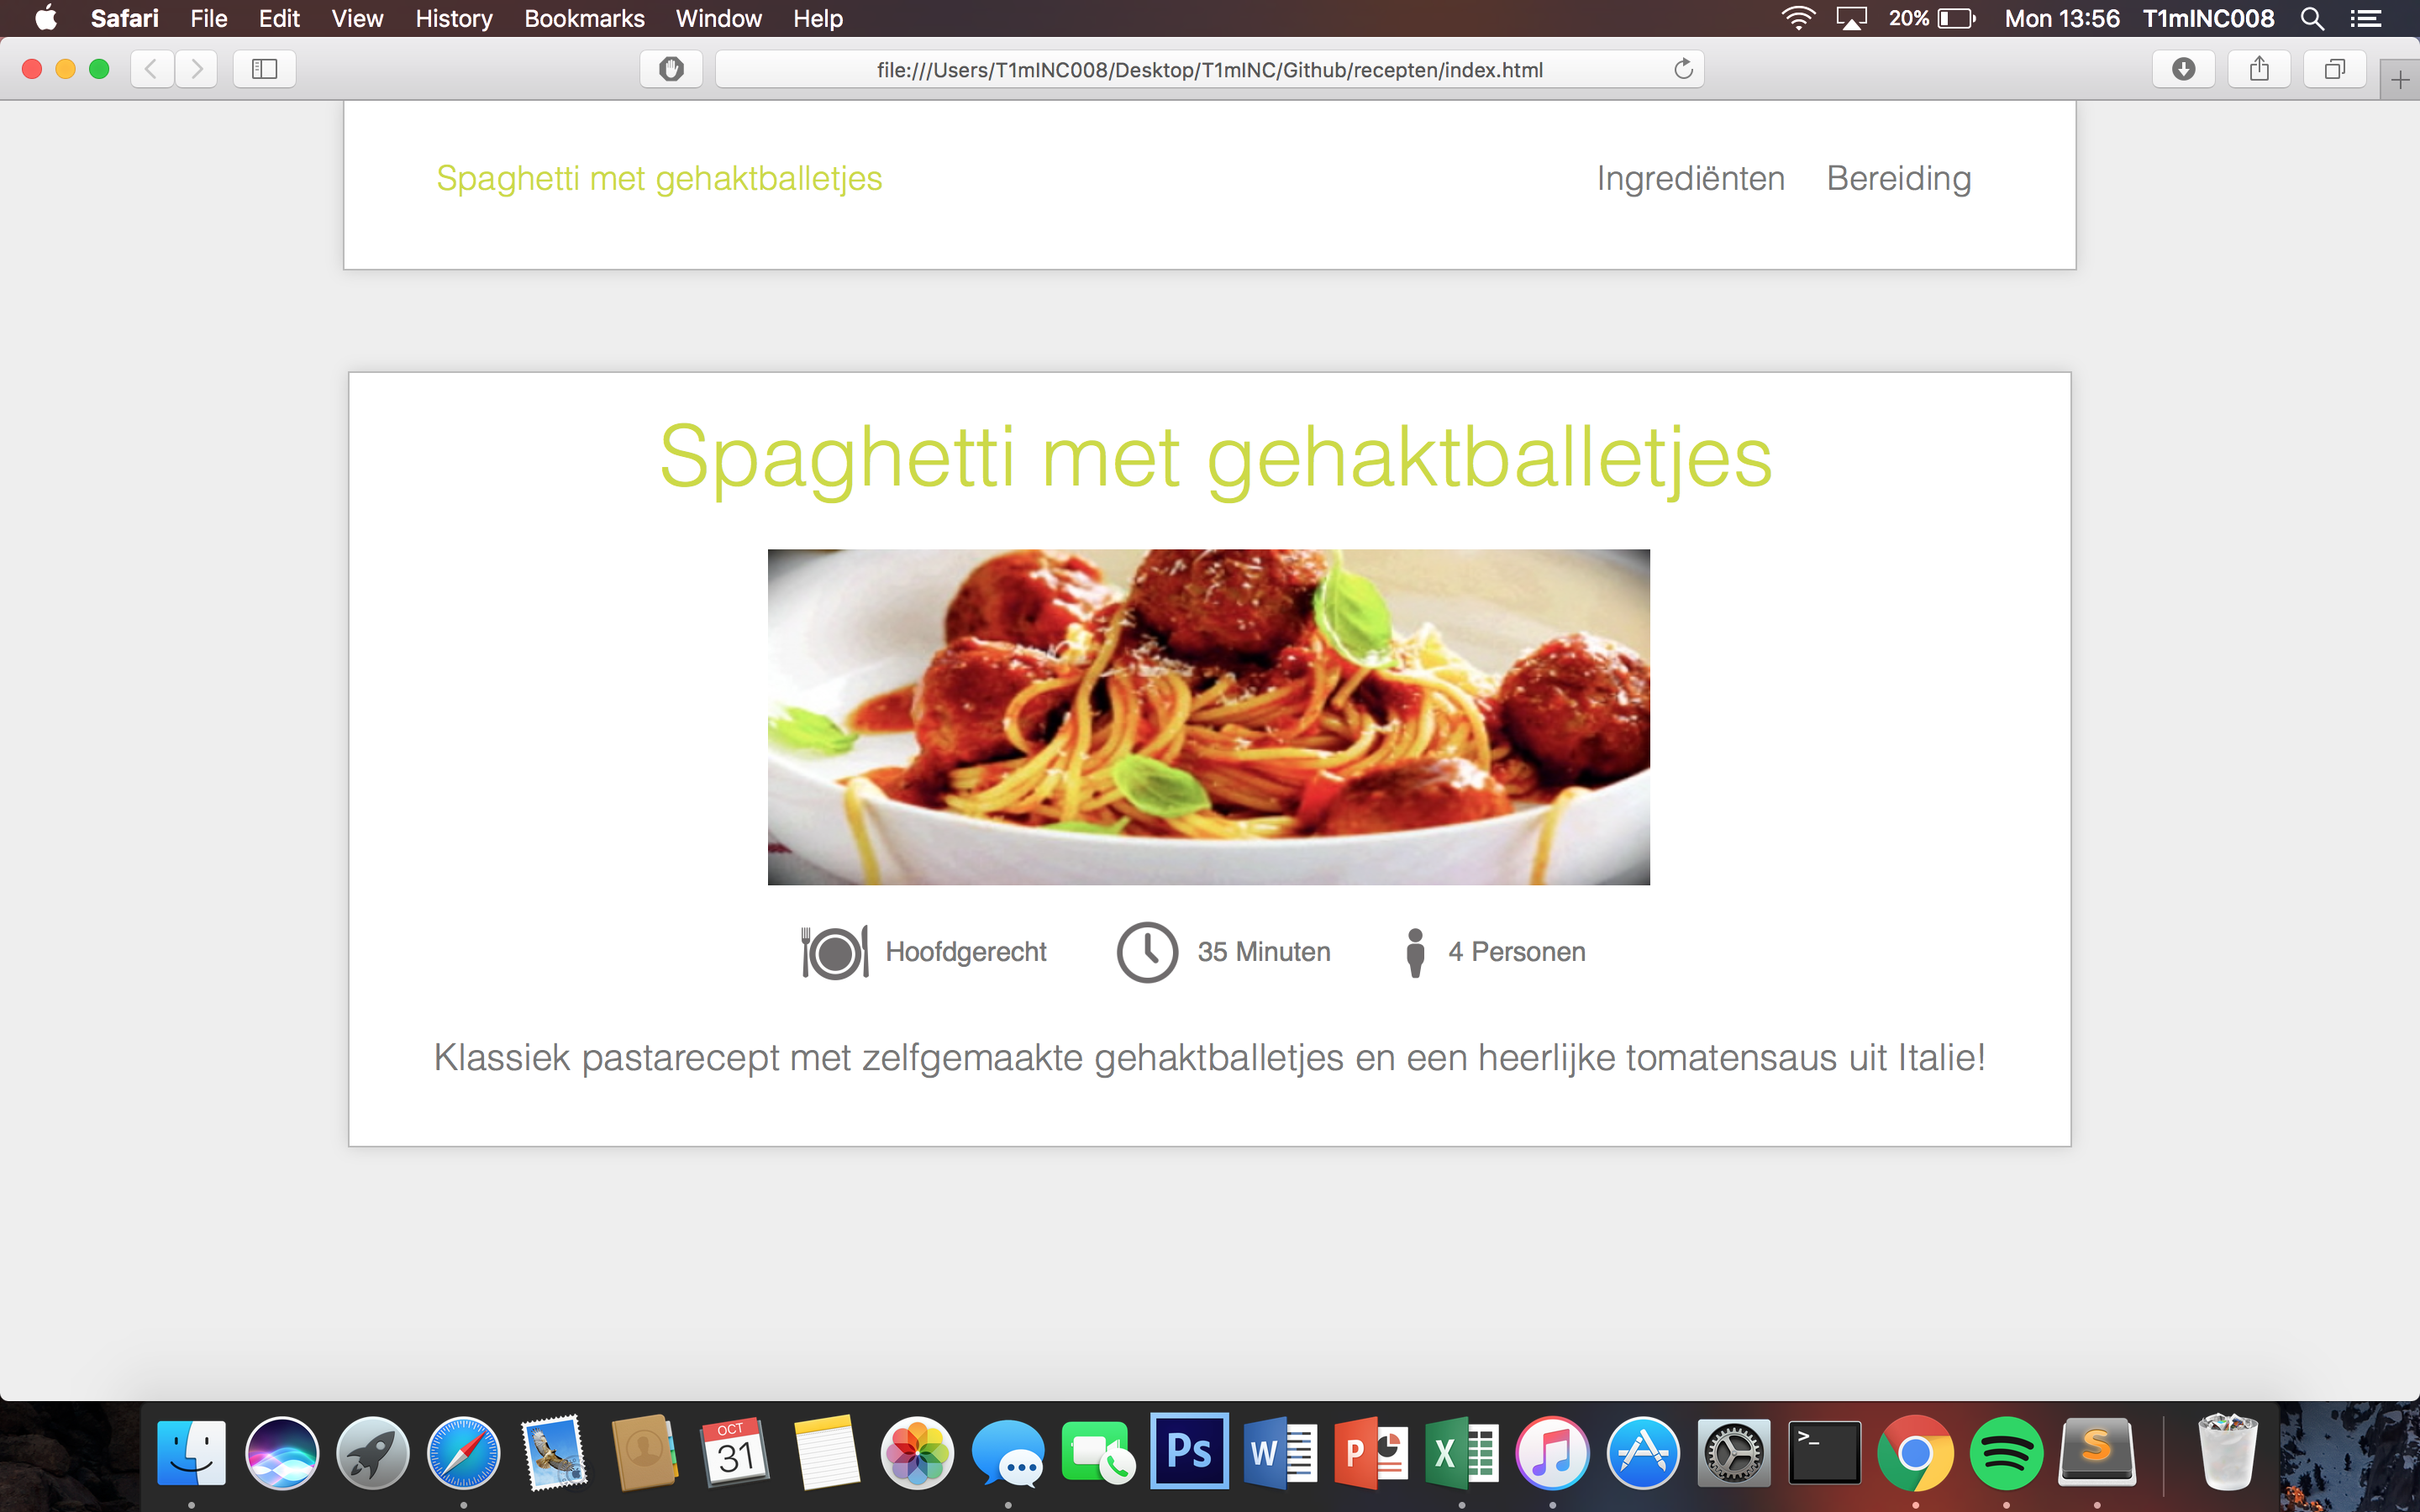 Safari File Edit View History Bookmarks Window Help 20% Mon 13:56 T1mINC008
file:///Users/T1mINC008/Desktop/T1mINC/Github/recepten/index.html
Spaghetti met gehaktballetjes Ingrediënten Bereiding
Spaghetti met gehaktballetjes
Hoofdgerecht 35 Minuten 4 Personen
Klassiek pastarecept met zelfgemaakte gehaktballetjes en een heerlijke tomatensaus uit Italie!
OCT
31 Ps W P X >_ S